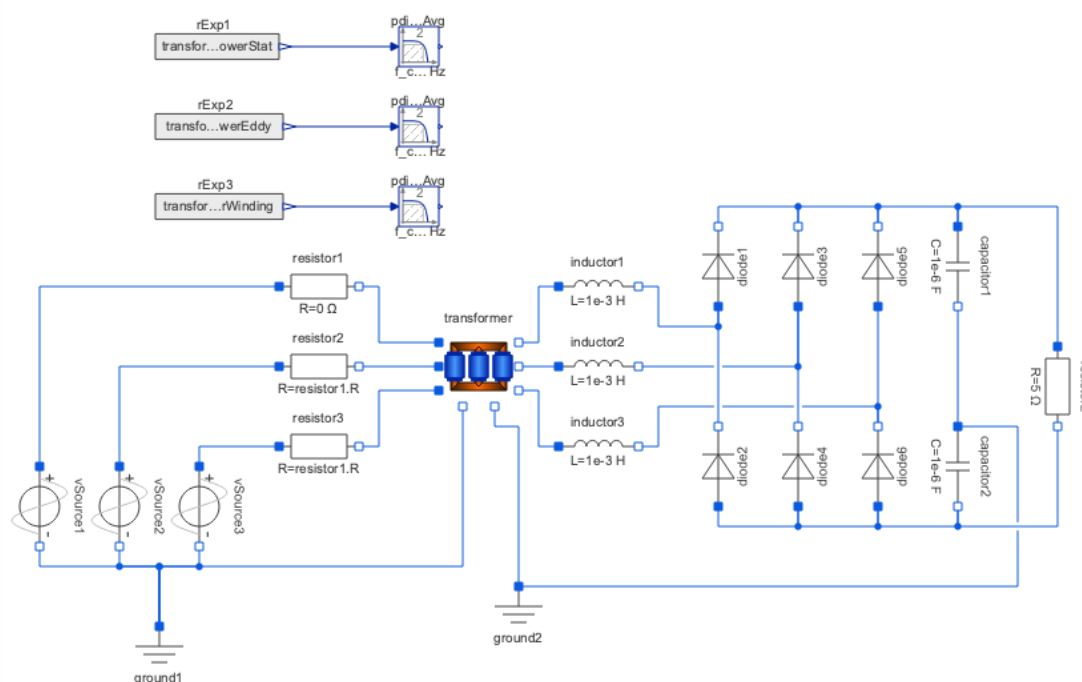 rExp1
transfor...owerStat
pdi...Avg
2
f_c... Hz
rExp2
transfo...werEddy
pdi...Avg
2
f_c... Hz
rExp3
transfor...rWinding
pdi...Avg
2
f_c... Hz
resistor1
R=0 Ω
resistor2
R=resistor1.R
resistor3
R=resistor1.R
transformer
inductor1
L=1e-3 H
inductor2
L=1e-3 H
inductor3
L=1e-3 H
diode1
diode3
diode5
capacitor1
C=1e-6 F
R=5 Ω
diode2
diode4
diode6
capacitor2
C=1e-6 F
+
-
vSource1
+
-
vSource2
+
-
vSource3
ground1
ground2